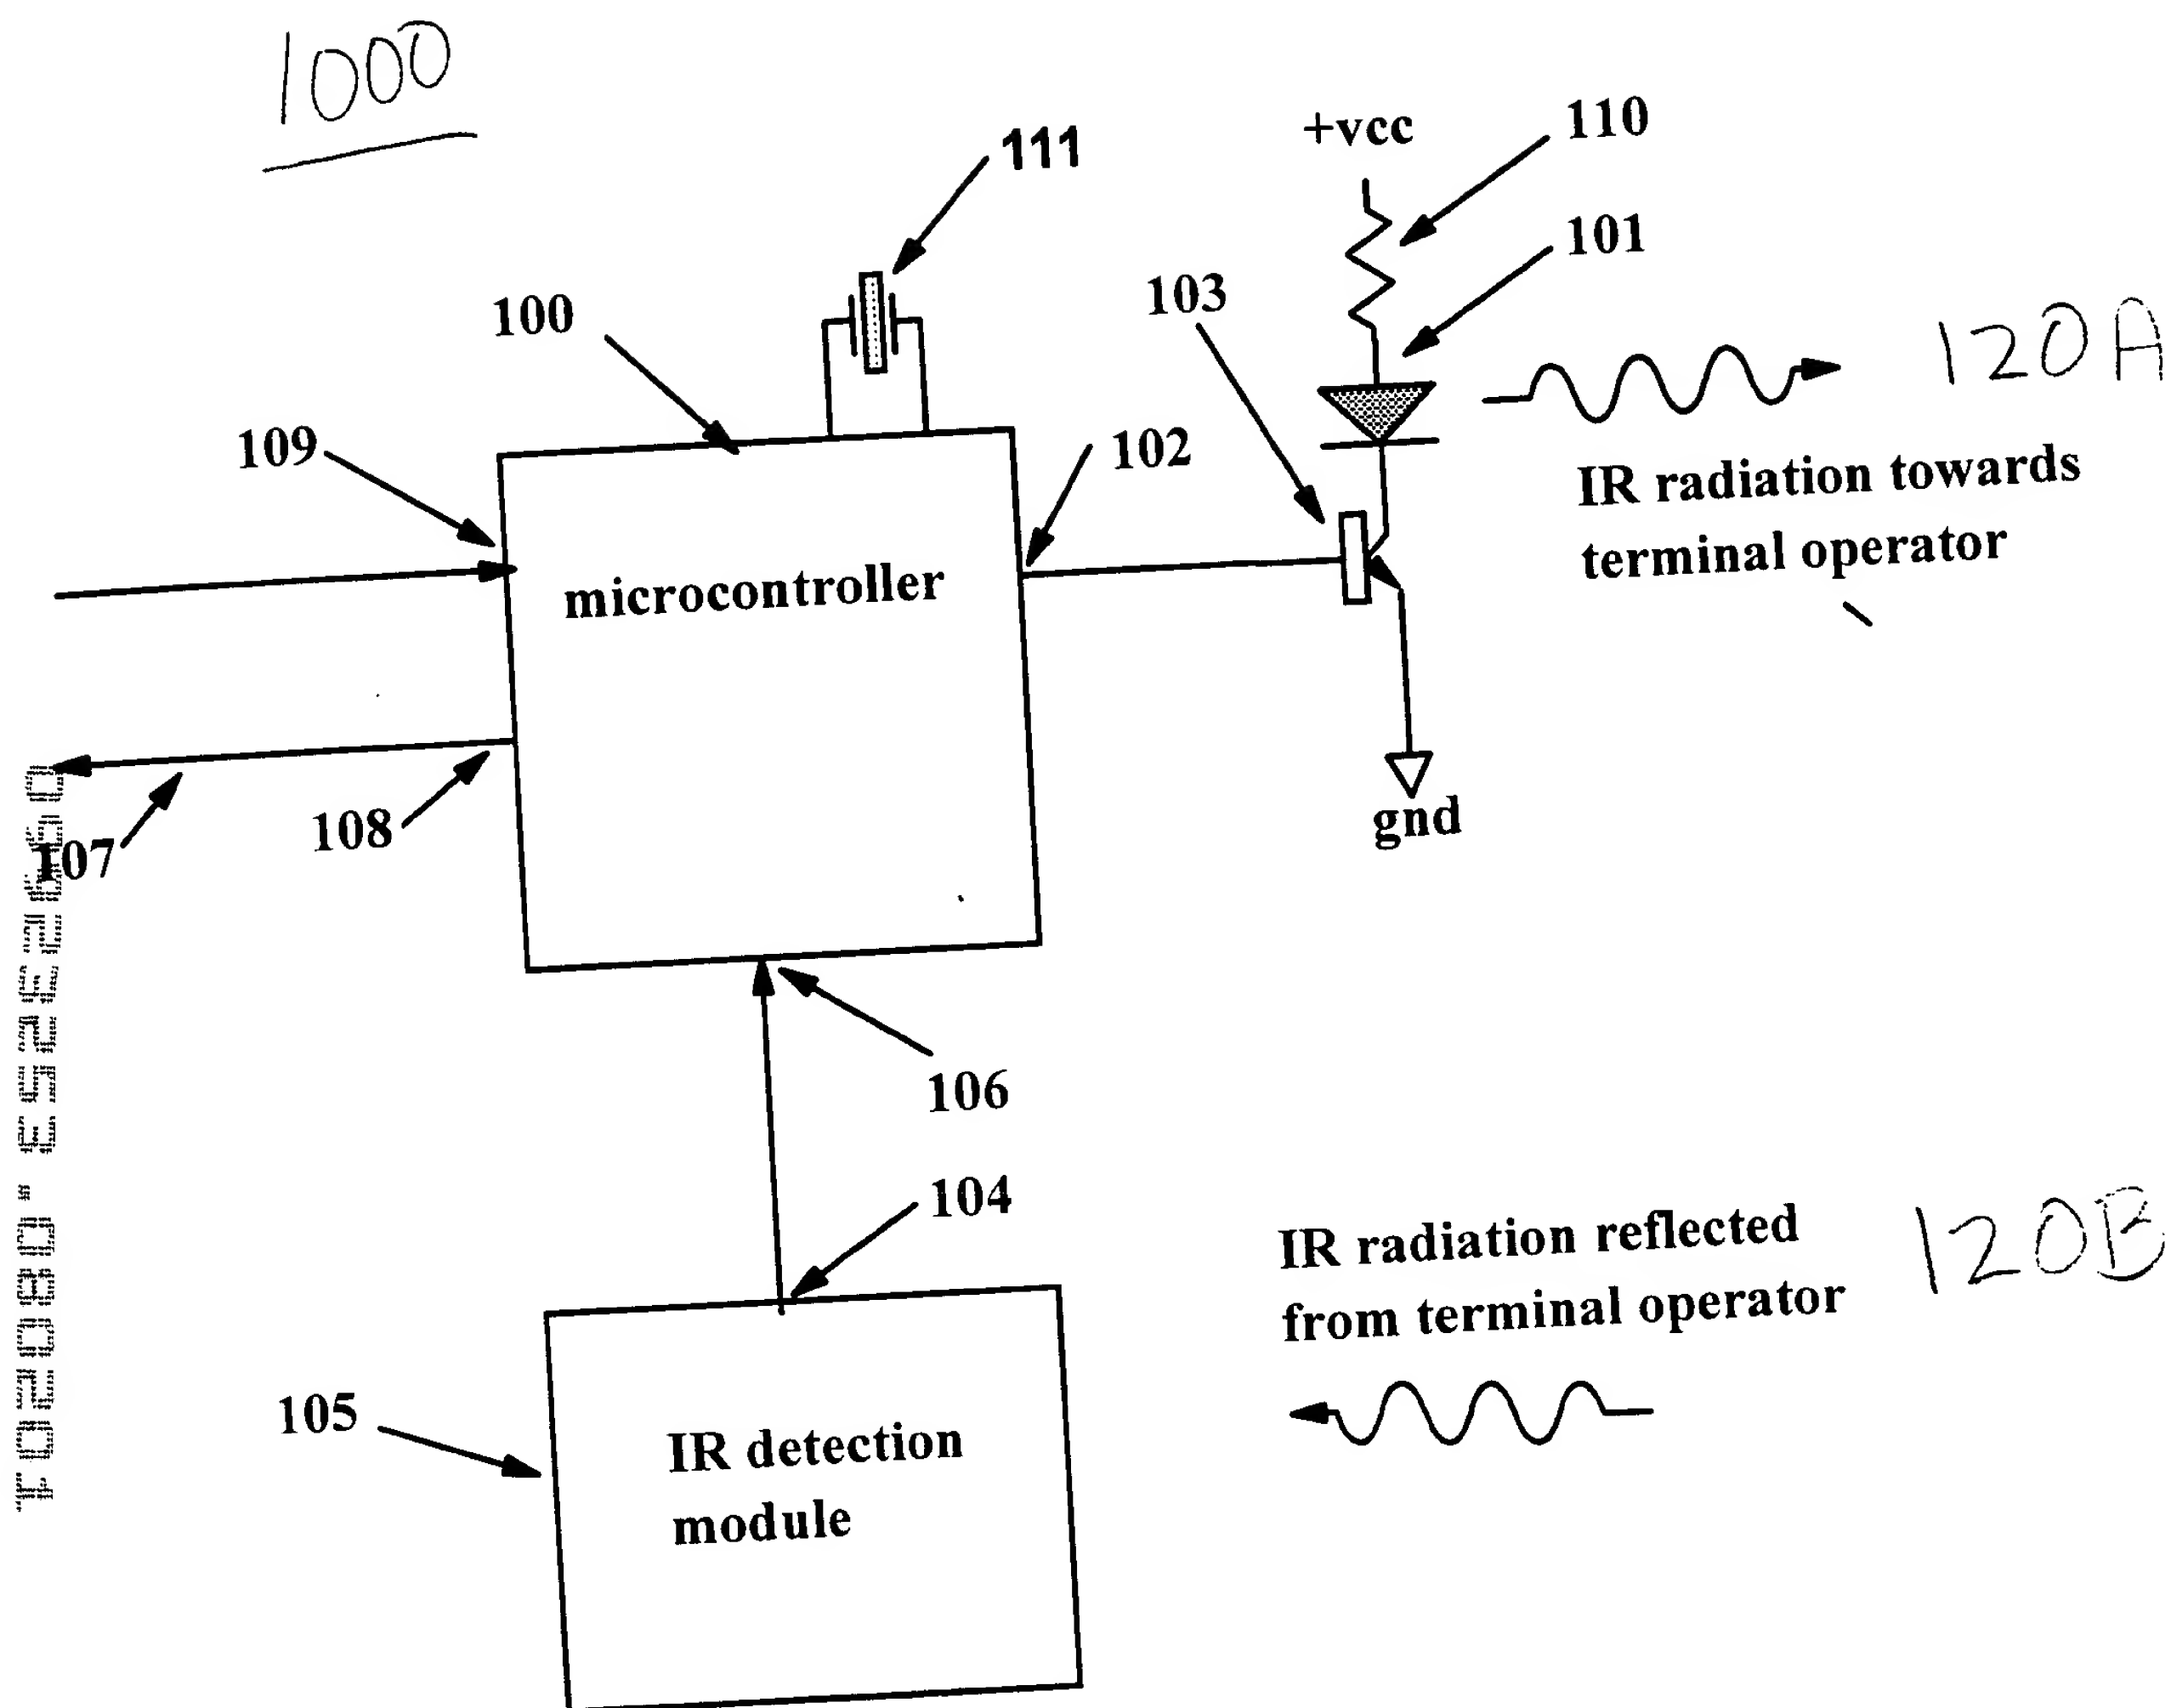 1000
111
+vcc
110
101
103
100
120A
109
102
IR radiation towards
terminal operator
microcontroller
107
108
gnd
106
104
IR radiation reflected
from terminal operator
120B
105
IR detection
module